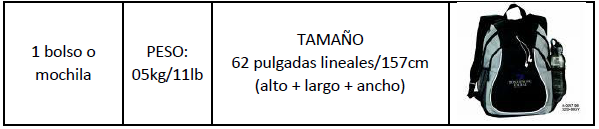 1 bolso o
mochila
PESO:
05kg/11lb
TAMAÑO
62 pulgadas lineales/157cm
(alto + largo + ancho)